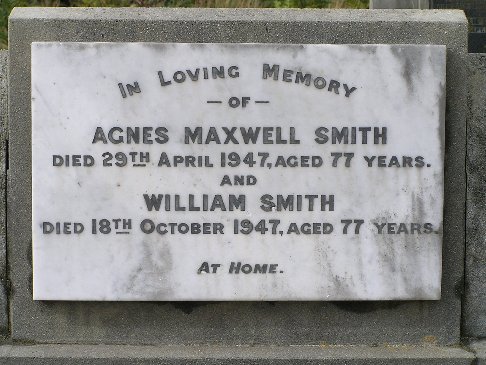 In Loving Memory
– OF –
AGNES MAXWELL SMITH
DIED 29TH APRIL 1947, AGED 77 YEARS.
AND
WILLIAM SMITH
DIED 18TH OCTOBER 1947, AGED 77 YEARS.
AT HOME.